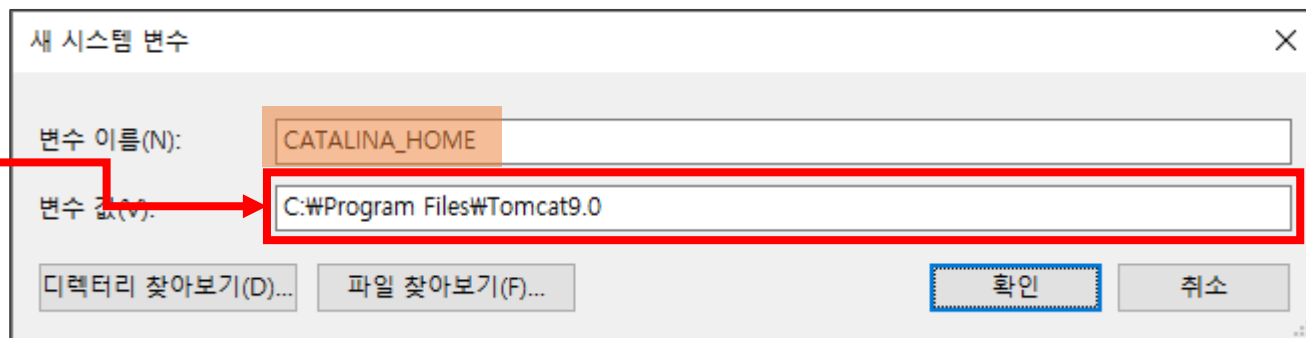 새 시스템 변수
변수 이름(N):
CATALINA_HOME
변수 값(V):
C:₩Program Files₩Tomcat9.0
디렉터리 찾아보기(D)...
파일 찾아보기(F)...
확인
취소